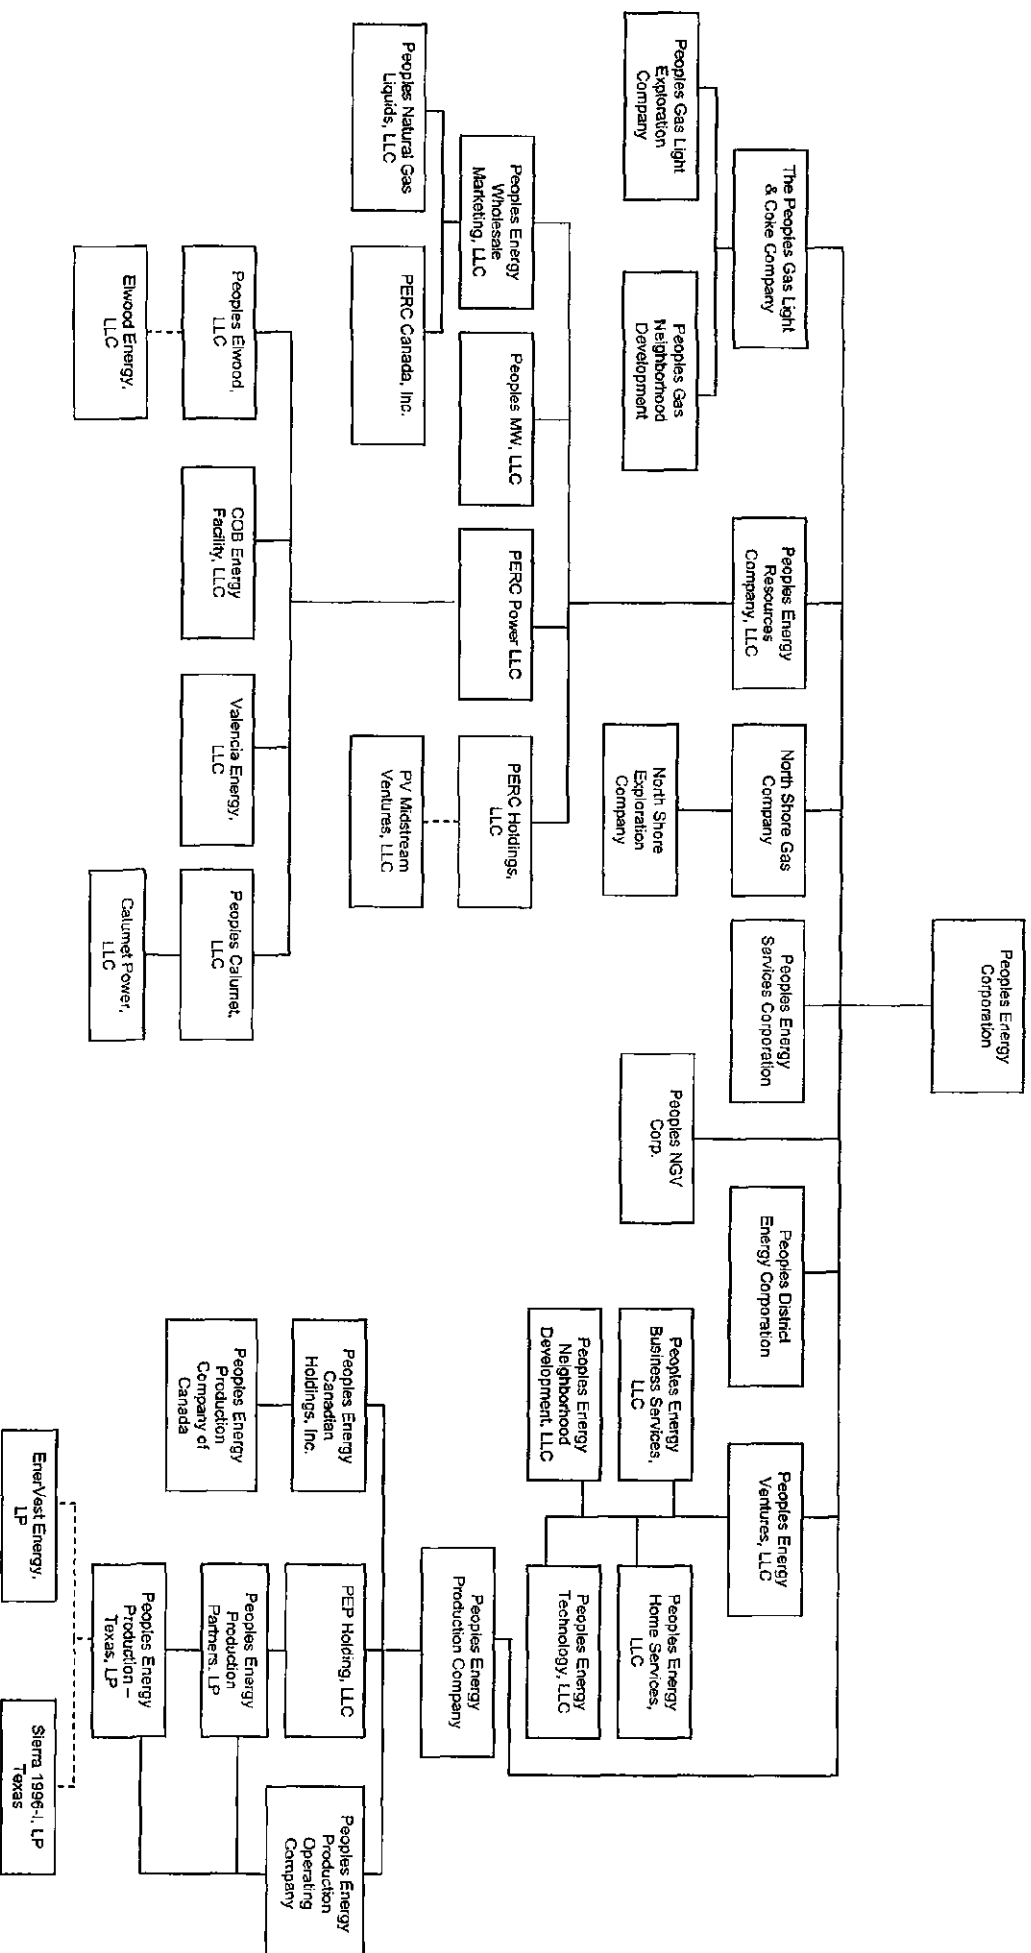 Peoples Energy
Corporation
The Peoples Gas Light
& Coke Company
Peoples Energy
Resources
Company, LLC
North Shore Gas
Company
Peoples Energy
Services Corporation
Peoples District
Energy Corporation
Peoples Energy
Ventures, LLC
Peoples Gas Light
Exploration
Company
Peoples Gas
Neighborhood
Development
North Shore
Exploration
Company
Peoples NGV
Corp.
Peoples Energy
Business Services,
LLC
Peoples Energy
Home Services,
LLC
Peoples Energy
Neighborhood
Development, LLC
Peoples Energy
Technology, LLC
Peoples Energy
Wholesale
Marketing, LLC
Peoples MW, LLC
PERC Power LLC
PERC Holdings,
LLC
Peoples Energy
Production Company
Peoples Natural Gas
Liquids, LLC
PERC Canada, Inc.
PV Midstream
Ventures, LLC
Peoples Energy
Canadian
Holdings, Inc.
PEP Holding, LLC
Peoples Energy
Production
Operating
Company
Peoples Elwood,
LLC
COB Energy
Facility, LLC
Valencia Energy,
LLC
Peoples Calumet,
LLC
Peoples Energy
Production
Company of
Canada
Peoples Energy
Production
Partners, LP
Elwood Energy,
LLC
Calumet Power,
LLC
Peoples Energy
Production –
Texas, LP
EnerVest Energy,
LP
Sierra 1996-I, LP
Texas